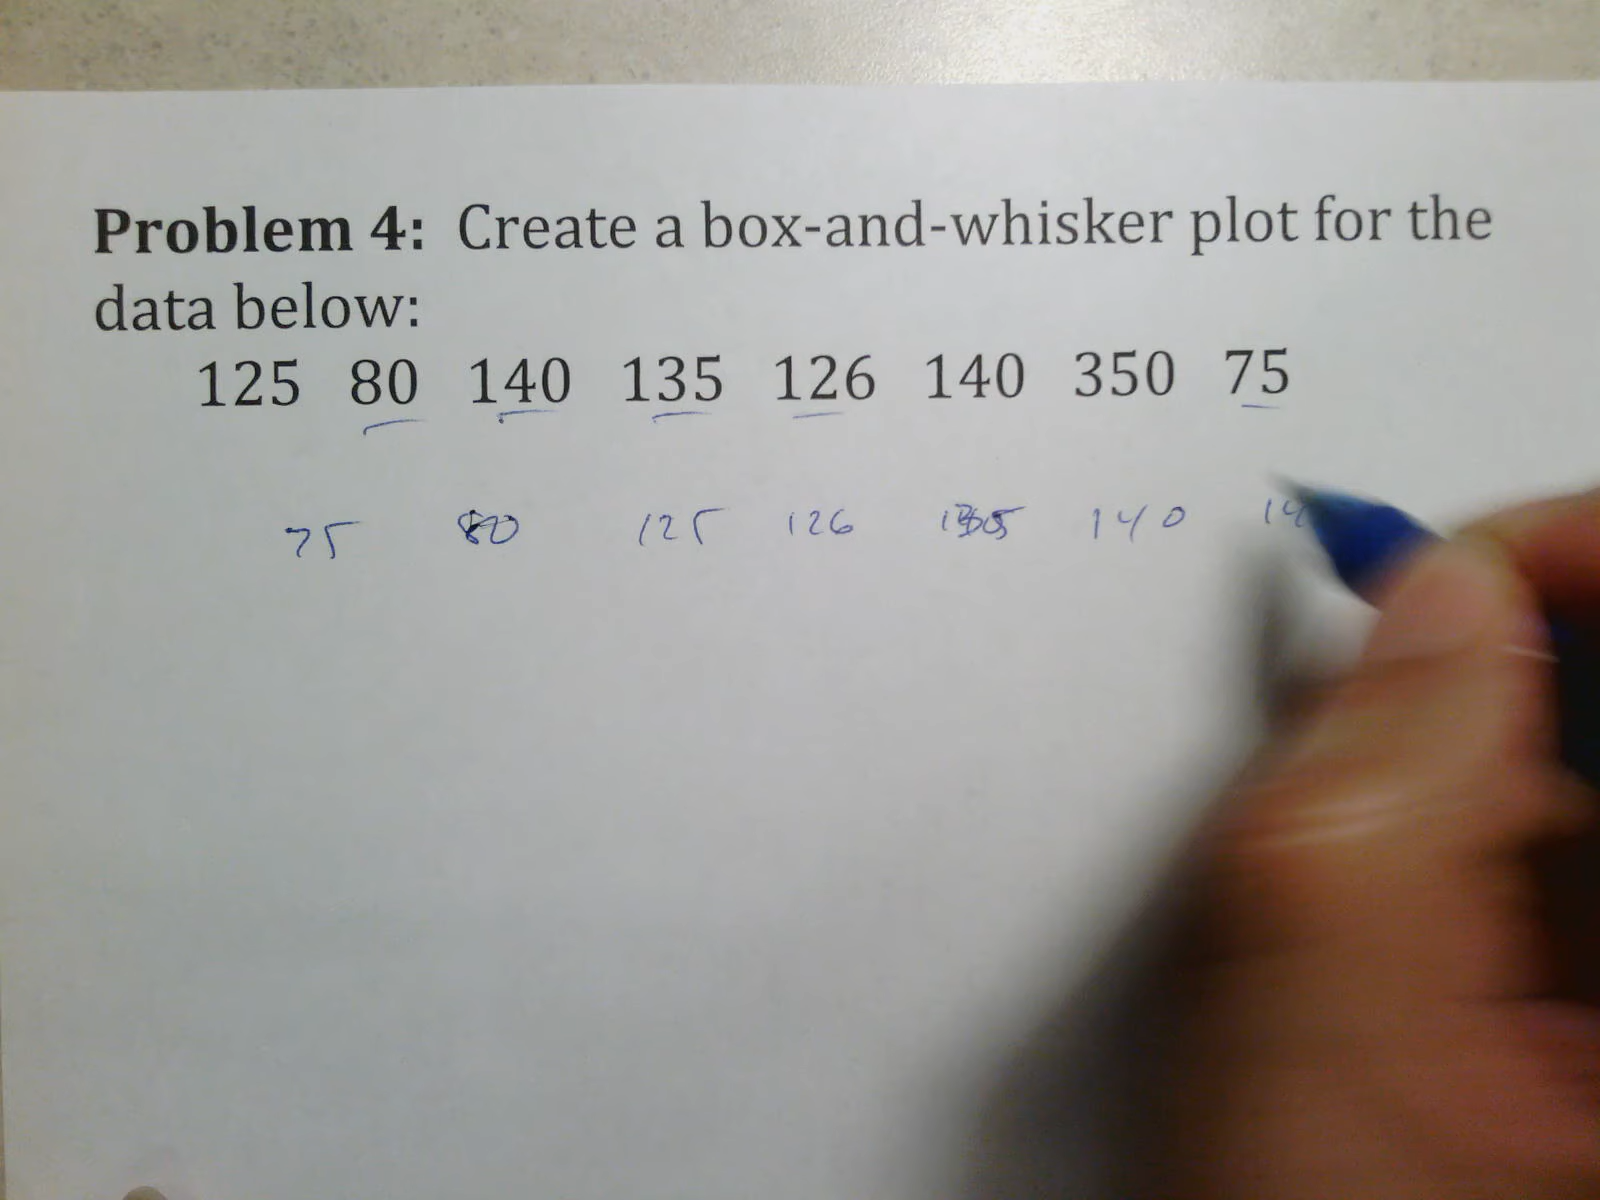 Problem 4: Create a box-and-whisker plot for the
data below:
125 80 140 135 126 140 350 75
75 80 125 126 135 140 14